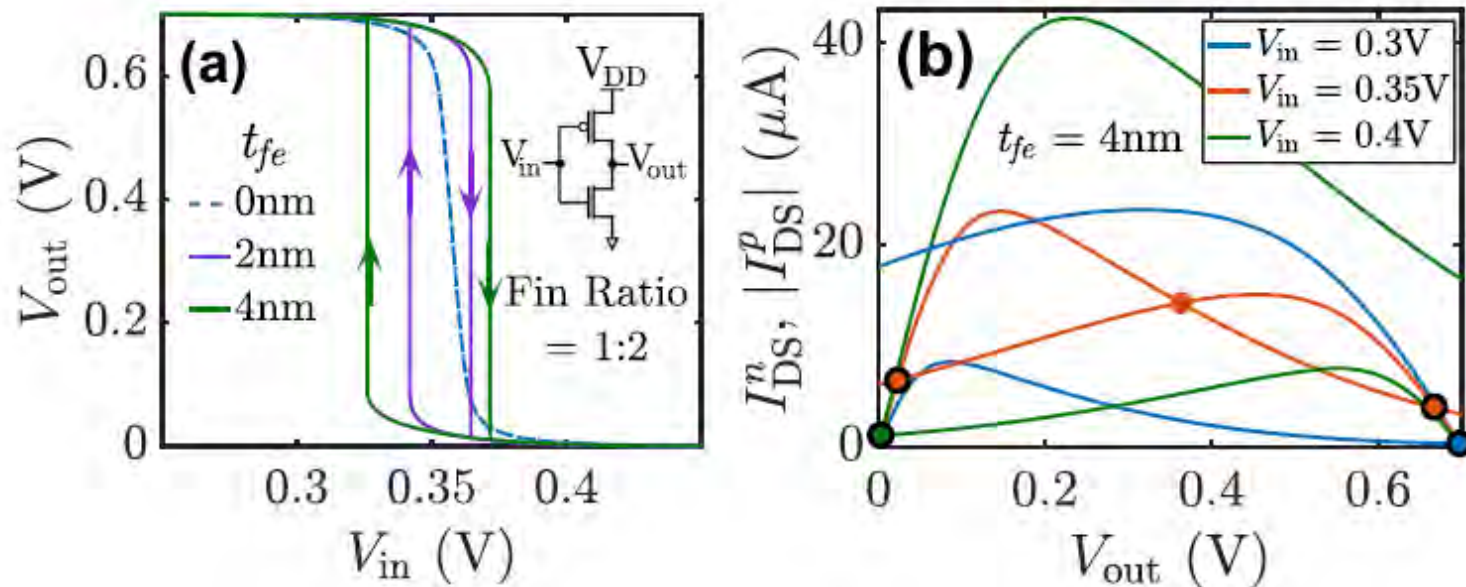 (a)
V_out (V)
0.6
0.4
0.2
0
0.3
0.35
0.4
V_in (V)
t_fe
0nm
2nm
4nm
V_DD
V_in
V_out
Fin Ratio
= 1:2
(b)
I^n_DS, |I^p_DS| (μA)
40
20
0
0
0.2
0.4
0.6
V_out (V)
t_fe = 4nm
V_in = 0.3V
V_in = 0.35V
V_in = 0.4V